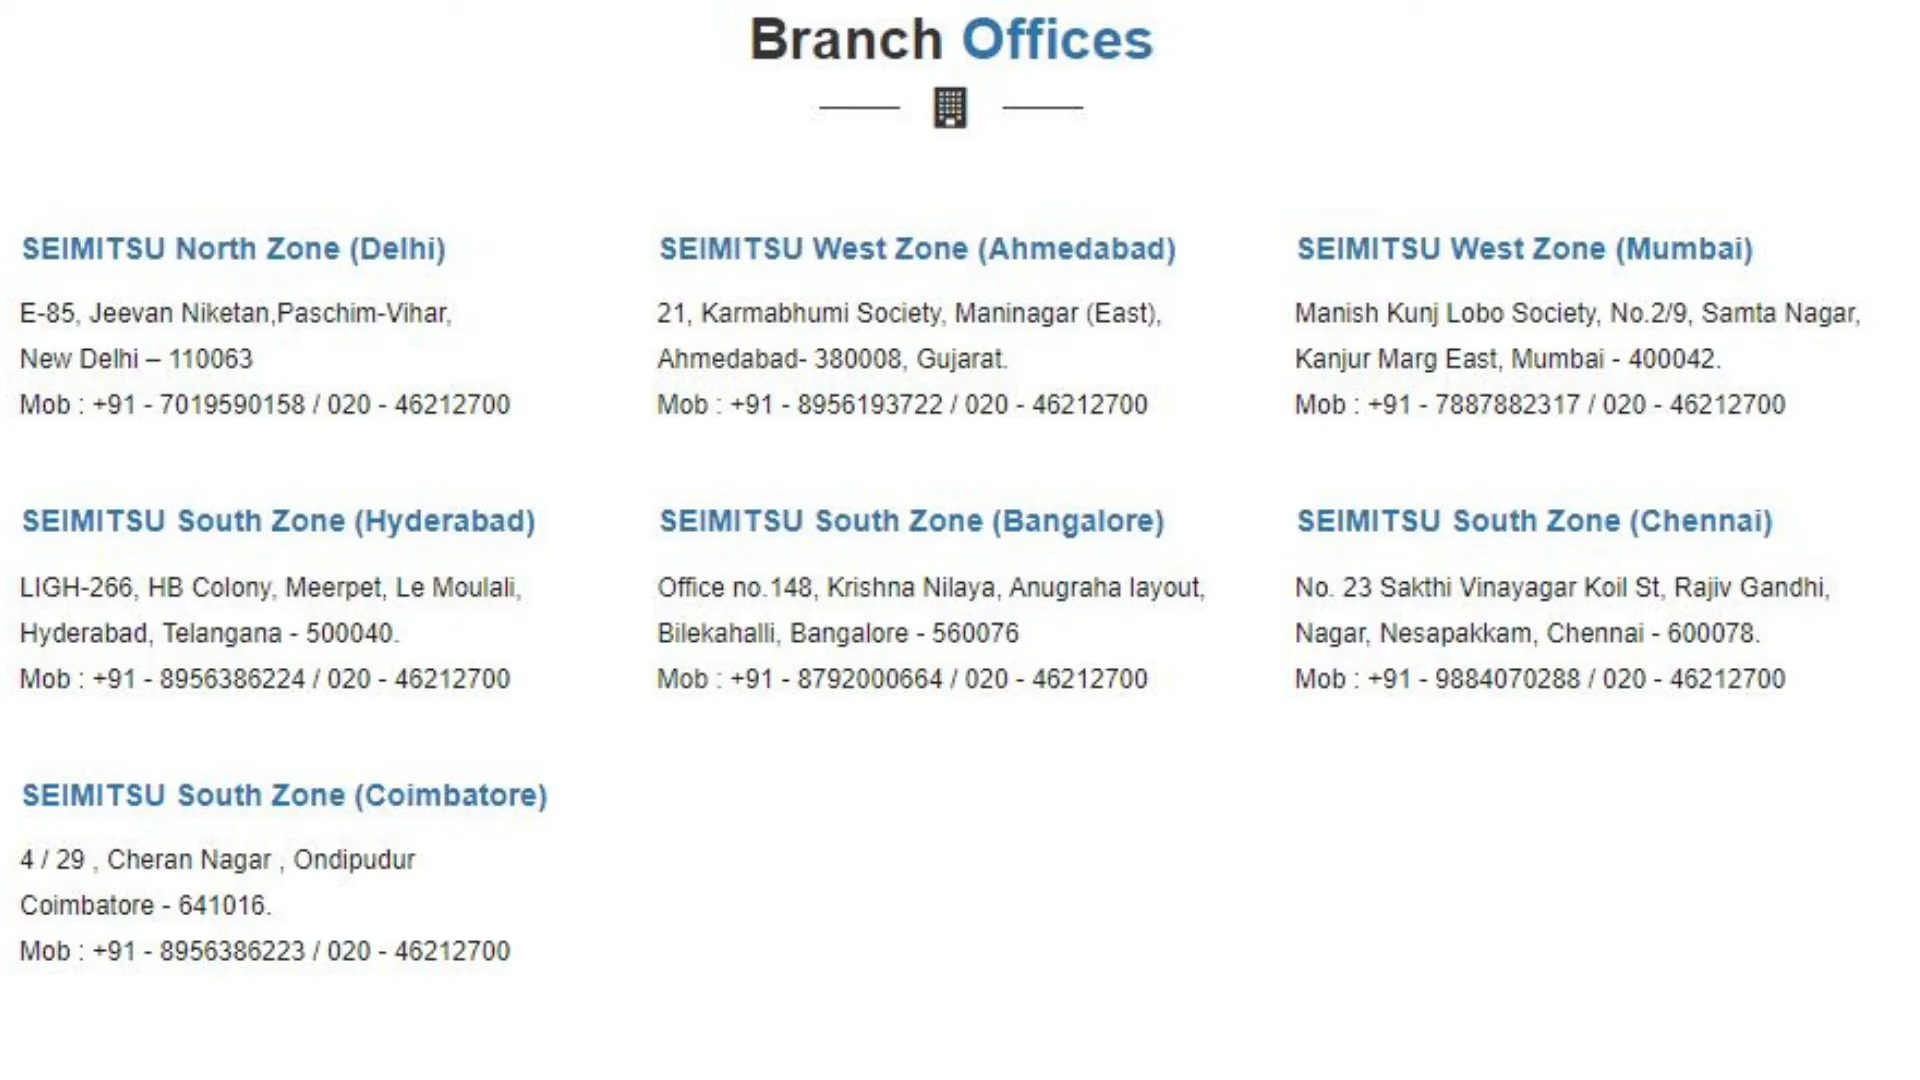 Branch Offices
SEIMITSU North Zone (Delhi)
E-85, Jeevan Niketan,Paschim-Vihar,
New Delhi – 110063
Mob : +91 - 7019590158 / 020 - 46212700
SEIMITSU West Zone (Ahmedabad)
21, Karmabhumi Society, Maninagar (East),
Ahmedabad- 380008, Gujarat.
Mob : +91 - 8956193722 / 020 - 46212700
SEIMITSU West Zone (Mumbai)
Manish Kunj Lobo Society, No.2/9, Samta Nagar,
Kanjur Marg East, Mumbai - 400042.
Mob : +91 - 7887882317 / 020 - 46212700
SEIMITSU South Zone (Hyderabad)
LIGH-266, HB Colony, Meerpet, Le Moulali,
Hyderabad, Telangana - 500040.
Mob : +91 - 8956386224 / 020 - 46212700
SEIMITSU South Zone (Bangalore)
Office no.148, Krishna Nilaya, Anugraha layout,
Bilekahalli, Bangalore - 560076
Mob : +91 - 8792000664 / 020 - 46212700
SEIMITSU South Zone (Chennai)
No. 23 Sakthi Vinayagar Koil St, Rajiv Gandhi,
Nagar, Nesapakkam, Chennai - 600078.
Mob : +91 - 9884070288 / 020 - 46212700
SEIMITSU South Zone (Coimbatore)
4 / 29 , Cheran Nagar , Ondipudur
Coimbatore - 641016.
Mob : +91 - 8956386223 / 020 - 46212700